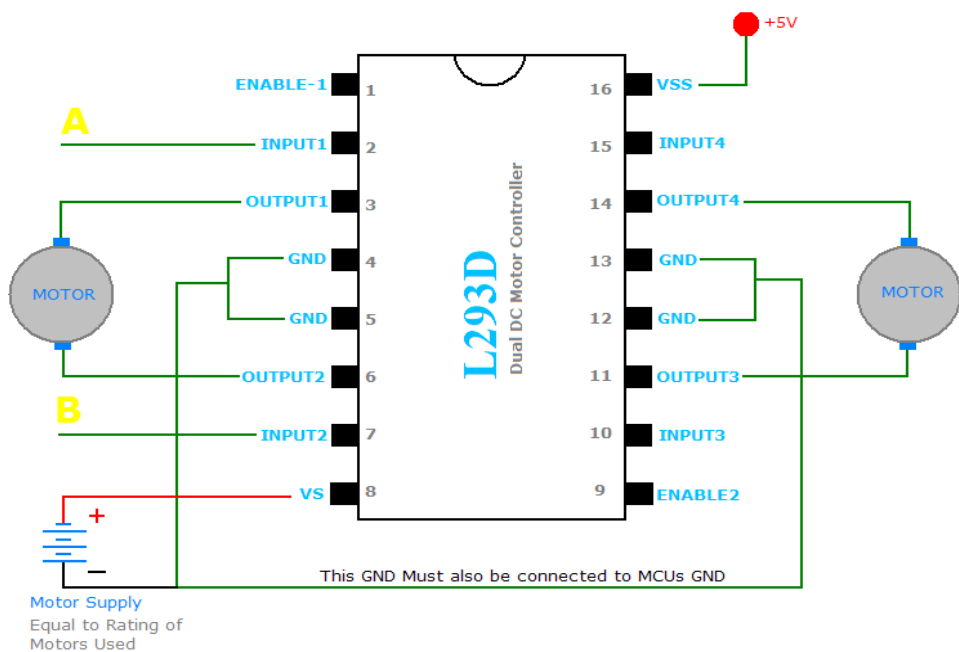 +5V
ENABLE-1
1
16
VSS
A
INPUT1
2
15
INPUT4
OUTPUT1
3
14
OUTPUT4
GND
4
13
GND
MOTOR
L293D
Dual DC Motor Controller
MOTOR
GND
5
12
GND
OUTPUT2
6
11
OUTPUT3
B
INPUT2
7
10
INPUT3
VS
8
9
ENABLE2
+
−
This GND Must also be connected to MCUs GND
Motor Supply
Equal to Rating of
Motors Used